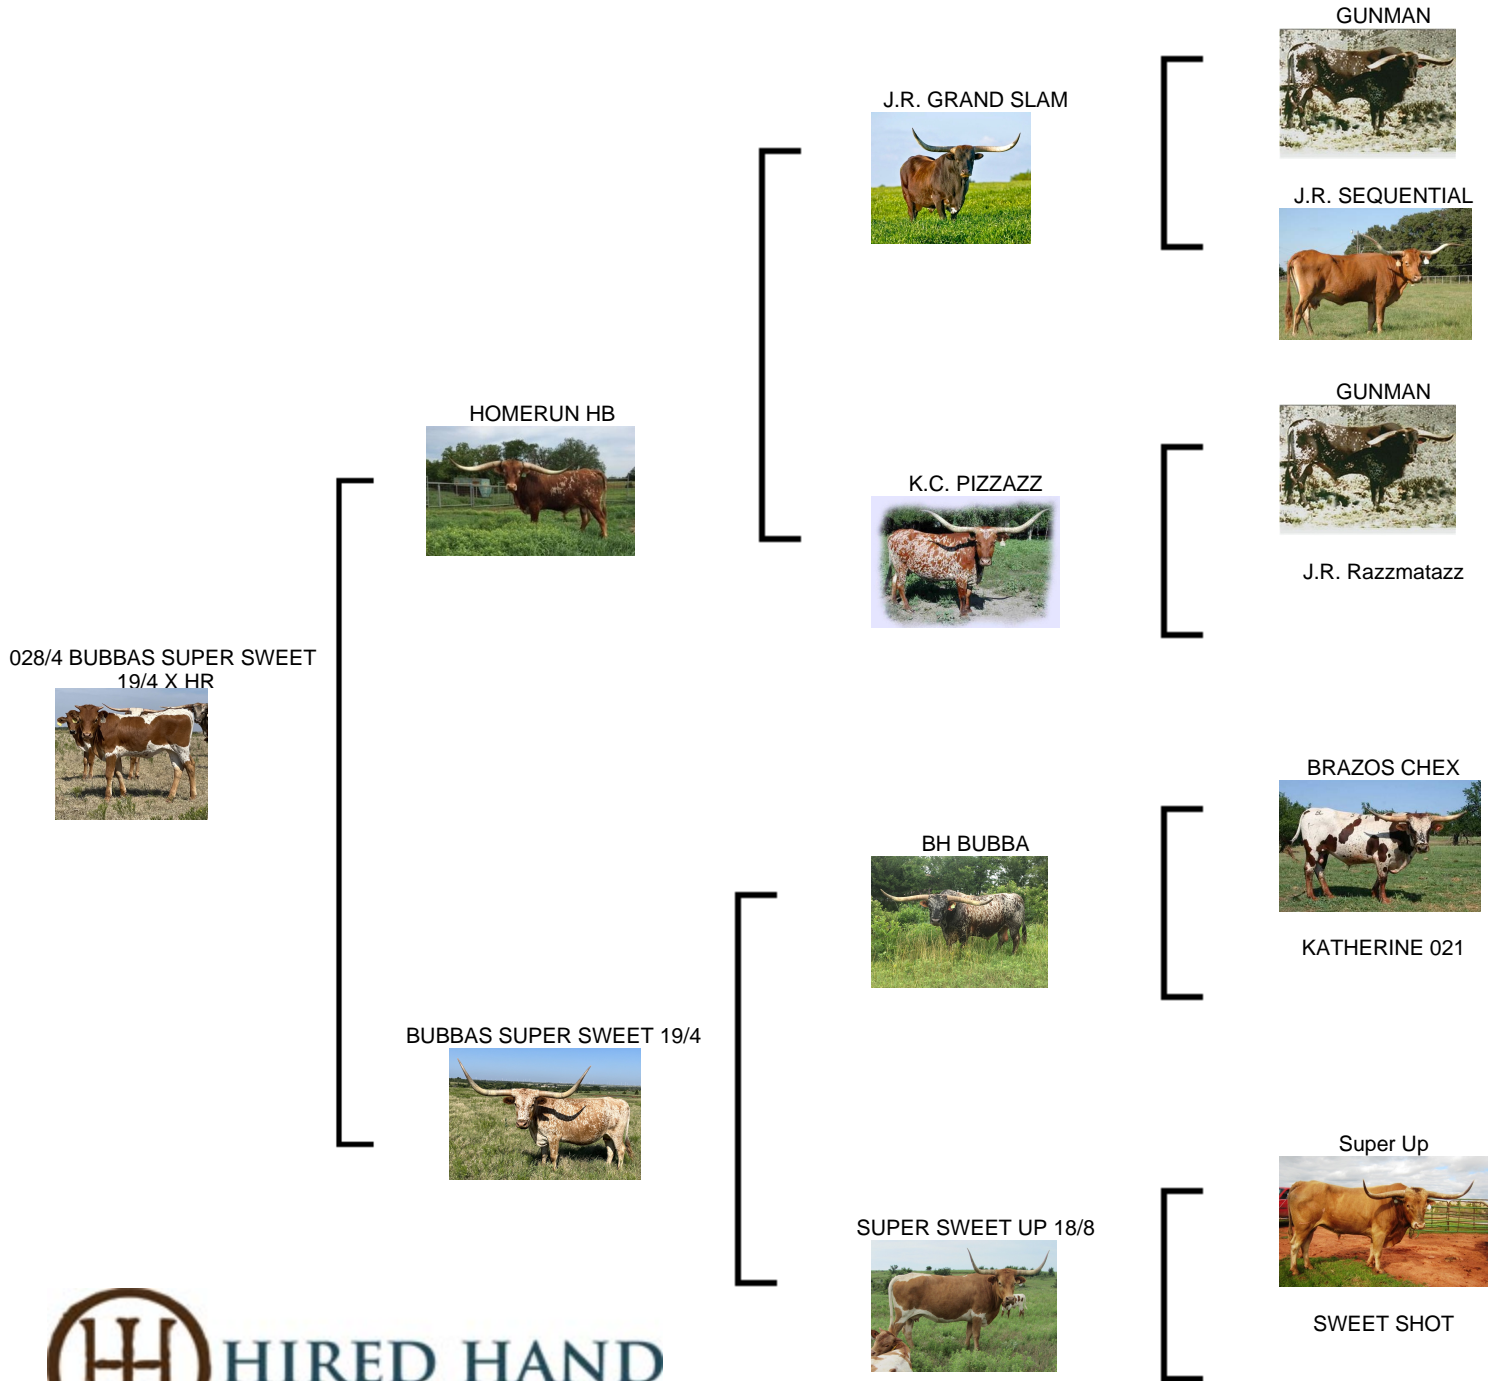 GUNMAN
J.R. GRAND SLAM
J.R. SEQUENTIAL
HOMERUN HB
GUNMAN
K.C. PIZZAZZ
J.R. Razzmatazz
028/4 BUBBAS SUPER SWEET
19/4 X HR
BRAZOS CHEX
BH BUBBA
KATHERINE 021
BUBBAS SUPER SWEET 19/4
Super Up
SUPER SWEET UP 18/8
SWEET SHOT
HIRED HAND